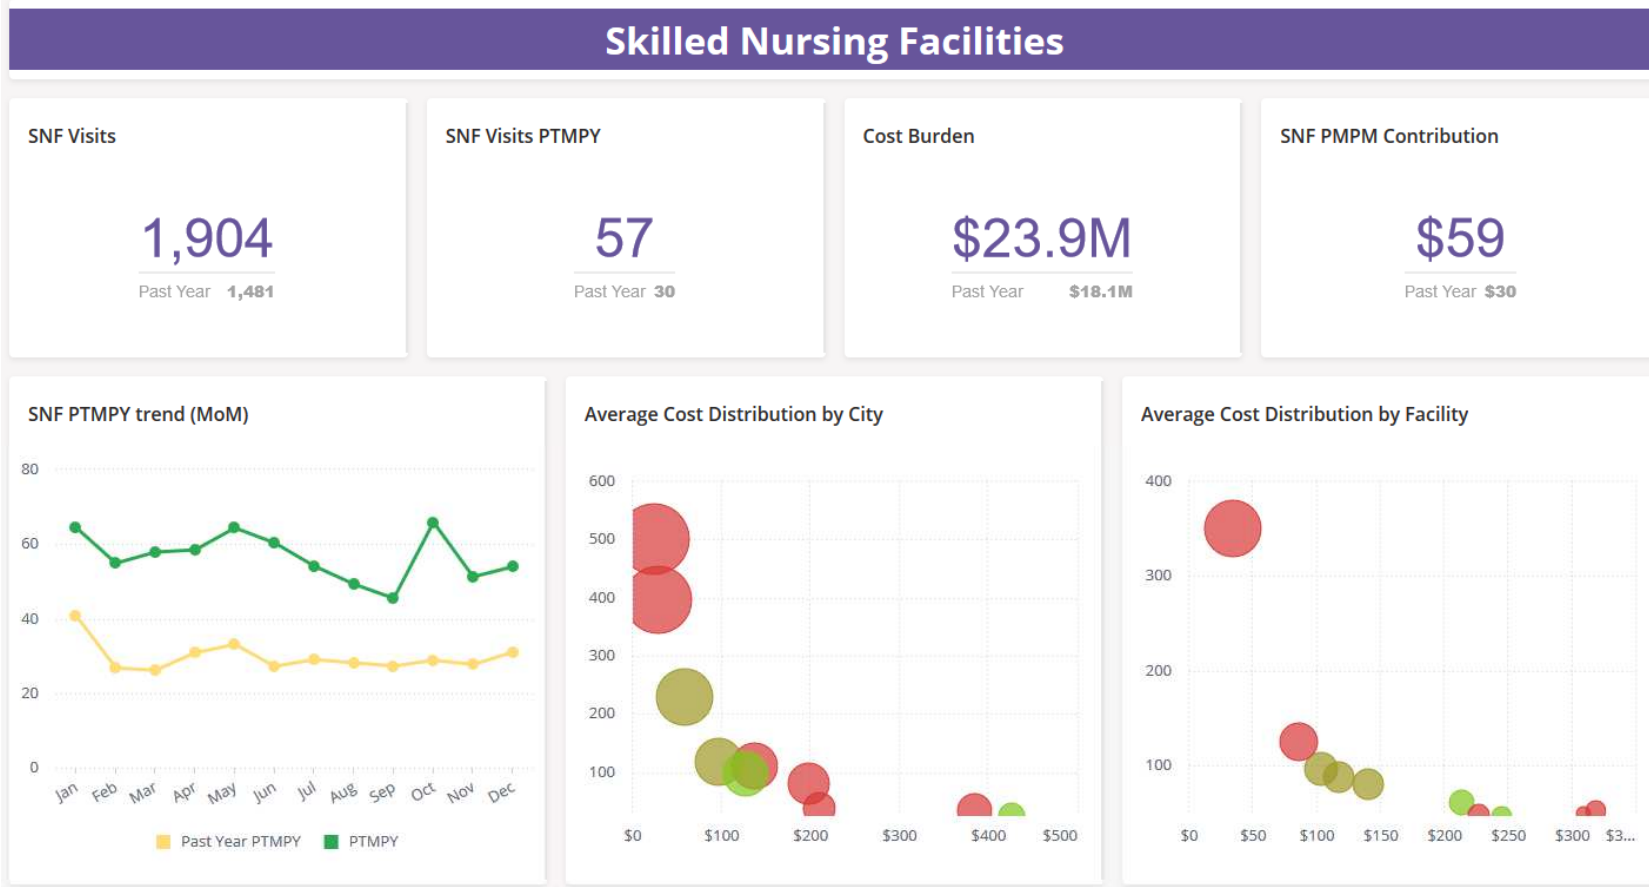 Skilled Nursing Facilities
SNF Visits
1,904
Past Year 1,481
SNF Visits PTMPY
57
Past Year 30
Cost Burden
$23.9M
Past Year $18.1M
SNF PMPM Contribution
$59
Past Year $30
SNF PTMPY trend (MoM)
80
60
40
20
0
Jan Feb Mar Apr May Jun Jul Aug Sep Oct Nov Dec
Past Year PTMPY PTMPY
Average Cost Distribution by City
600
500
400
300
200
100
$0 $100 $200 $300 $400 $500
Average Cost Distribution by Facility
400
300
200
100
$0 $50 $100 $150 $200 $250 $300 $3...